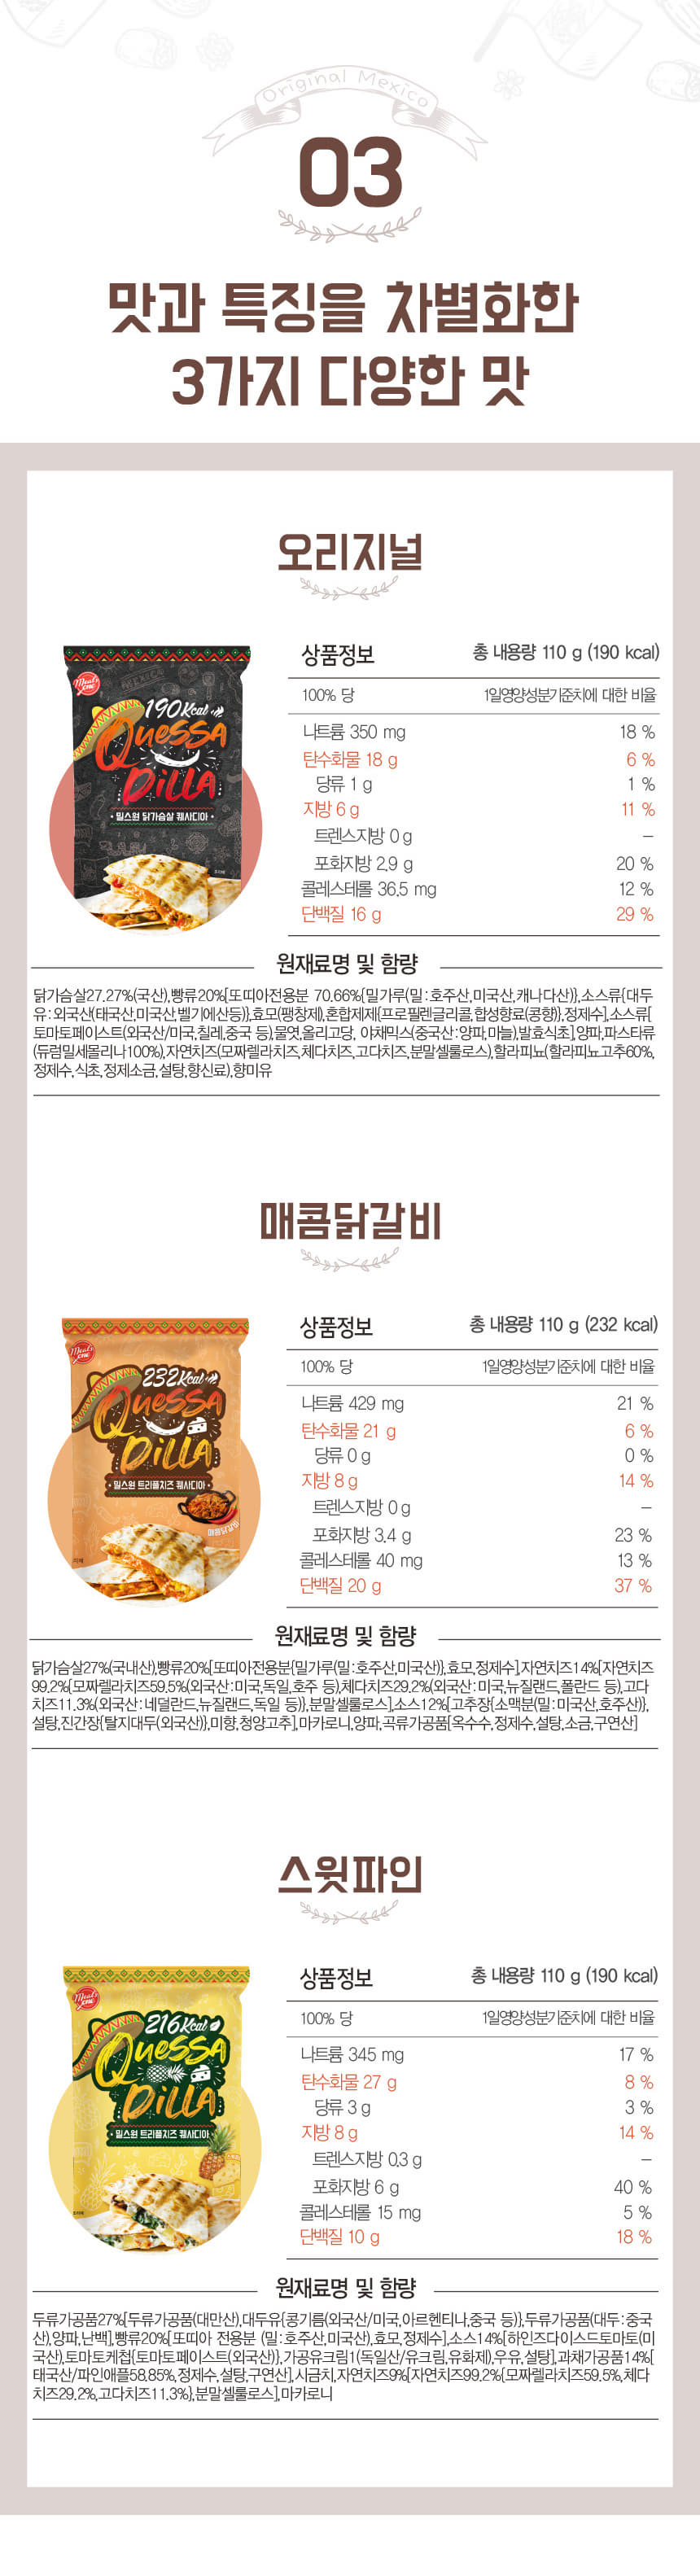 Original Mexico
03
맛과 특징을 차별화한
3가지 다양한 맛
오리지널
상품정보 총 내용량 110 g (190 kcal)
100% 당 1일영양성분기준치에 대한 비율
나트륨 350 mg 18 %
탄수화물 18 g 6 %
당류 1 g 1 %
지방 6 g 11 %
트렌스지방 0 g –
포화지방 2.9 g 20 %
콜레스테롤 36.5 mg 12 %
단백질 16 g 29 %
Meals one
190Kcal
QUESSA
DILLA
· 밀스원 닭가슴살 퀘사디아 ·
원재료명 및 함량
닭가슴살27.27%(국산),빵류20%[또띠아전용분 70.66%{밀가루(밀:호주산,미국산,캐나다산)},소스류{대두
유:외국산(태국산,미국산,벨기에산등)},효모(팽창제),혼합제제{프로필렌글리콜,합성향료(콩향)},정제수],소스류[
토마토페이스트(외국산/미국,칠레,중국 등),물엿,올리고당, 야채믹스(중국산:양파,마늘),발효식초],양파,파스타류
(듀럼밀세몰리나100%),자연치즈(모짜렐라치즈,체다치즈,고다치즈,분말셀룰로스),할라피뇨(할라피뇨고추60%,
정제수,식초,정제소금,설탕,향신료),향미유
매콤닭갈비
상품정보 총 내용량 110 g (232 kcal)
100% 당 1일영양성분기준치에 대한 비율
나트륨 429 mg 21 %
탄수화물 21 g 6 %
당류 0 g 0 %
지방 8 g 14 %
트렌스지방 0 g –
포화지방 3.4 g 23 %
콜레스테롤 40 mg 13 %
단백질 20 g 37 %
Meals one
232Kcal
QUESSA
DILLA
· 밀스원 트리플치즈 퀘사디아 ·
매콤닭갈비
원재료명 및 함량
닭가슴살27%(국내산),빵류20%[또띠아전용분{밀가루(밀:호주산,미국산)},효모,정제수],자연치즈14%[자연치즈
99.2%{모짜렐라치즈59.5%(외국산:미국,독일,호주 등),체다치즈29.2%(외국산:미국,뉴질랜드,폴란드 등),고다
치즈11.3%(외국산:네덜란드,뉴질랜드,독일 등)},분말셀룰로스],소스12%[고추장{소맥분(밀:미국산,호주산)},
설탕,진간장{탈지대두(외국산)},미향,청양고추],마카로니,양파,곡류가공품[옥수수,정제수,설탕,소금,구연산]
스윗파인
상품정보 총 내용량 110 g (190 kcal)
100% 당 1일영양성분기준치에 대한 비율
나트륨 345 mg 17 %
탄수화물 27 g 8 %
당류 3 g 3 %
지방 8 g 14 %
트렌스지방 0.3 g –
포화지방 6 g 40 %
콜레스테롤 15 mg 5 %
단백질 10 g 18 %
Meals one
216Kcal
QUESSA
DILLA
· 밀스원 트리플치즈 퀘사디아 ·
원재료명 및 함량
두류가공품27%[두류가공품(대만산),대두유{콩기름(외국산/미국,아르헨티나,중국 등)},두류가공품(대두:중국
산),양파,난백],빵류20%[또띠아 전용분 (밀:호주산,미국산),효모,정제수],소스14%[하인즈다이스드토마토(미
국산),토마토케첩{토마토페이스트(외국산)},가공유크림1(독일산/유크림,유화제),우유,설탕],과채가공품14%[
태국산/파인애플58.85%,정제수,설탕,구연산],시금치,자연치즈9%[자연치즈99.2%{모짜렐라치즈59.5%,체다
치즈29.2%,고다치즈11.3%},분말셀룰로스],마카로니